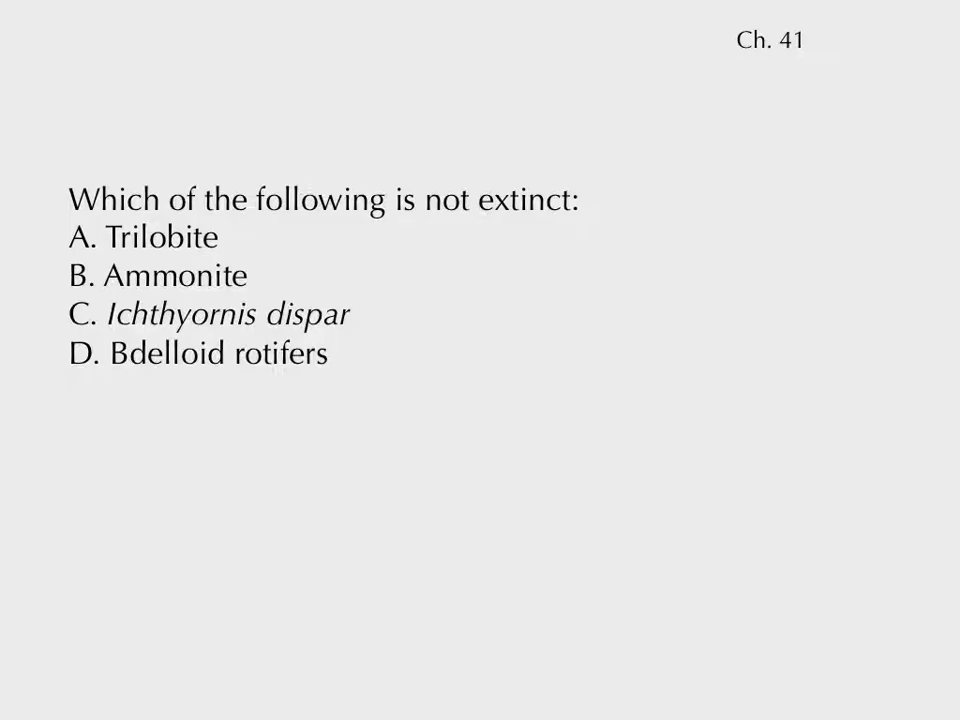 Ch. 41
Which of the following is not extinct:
A. Trilobite
B. Ammonite
C. Ichthyornis dispar
D. Bdelloid rotifers